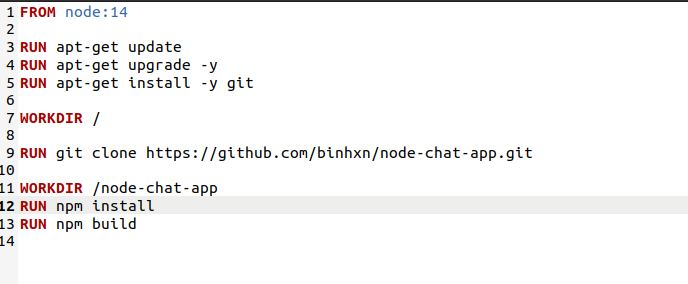 1 FROM node:14
2
3 RUN apt-get update
4 RUN apt-get upgrade -y
5 RUN apt-get install -y git
6
7 WORKDIR /
8
9 RUN git clone https://github.com/binhxn/node-chat-app.git
10
11 WORKDIR /node-chat-app
12 RUN npm install
13 RUN npm build
14